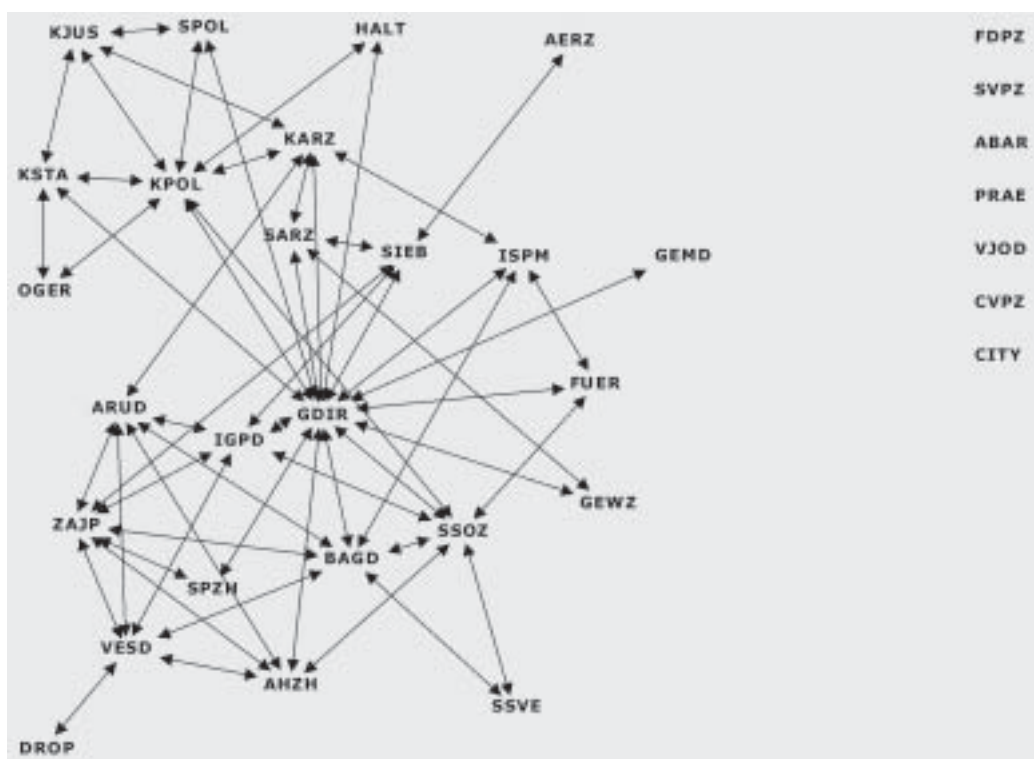 KJUS
SPOL
HALT
AERZ
FDPZ
SVPZ
KARZ
ABAR
KSTA
KPOL
PRAE
SARZ
SIEB
ISPM
GEMD
VJOD
OGER
CVPZ
CITY
FUER
ARUD
GDIR
IGPD
GEWZ
ZAJP
SSOZ
BAGD
SPZH
VESD
AHZH
SSVE
DROP